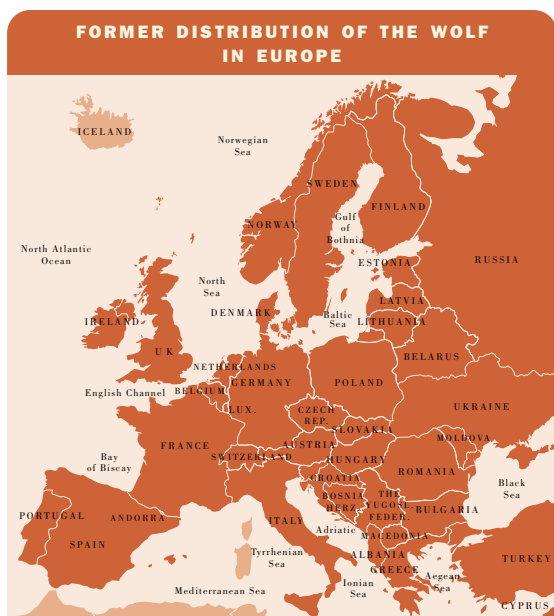 FORMER DISTRIBUTION OF THE WOLF
IN EUROPE
ICELAND
Norwegian
Sea
SWEDEN
FINLAND
NORWAY
Gulf
of
Bothnia
North Atlantic
Ocean
ESTONIA
RUSSIA
North
Sea
LATVIA
DENMARK
Baltic
Sea
LITHUANIA
IRELAND
UK
BELARUS
NETHERLANDS
GERMANY
POLAND
English Channel
BELGIUM
LUX.
CZECH
REP.
UKRAINE
SLOVAKIA
MOLDOVA
FRANCE
AUSTRIA
SWITZERLAND
HUNGARY
Bay
of Biscay
ROMANIA
CROATIA
Black
Sea
BOSNIA
HERZ.
THE
YUGOSL.
FEDER.
BULGARIA
PORTUGAL
ANDORRA
ITALY
Adriatic
MACEDONIA
SPAIN
Tyrrhenian
Sea
ALBANIA
GREECE
TURKEY
Aegean
Sea
Ionian
Sea
Mediterranean Sea
CYPRUS